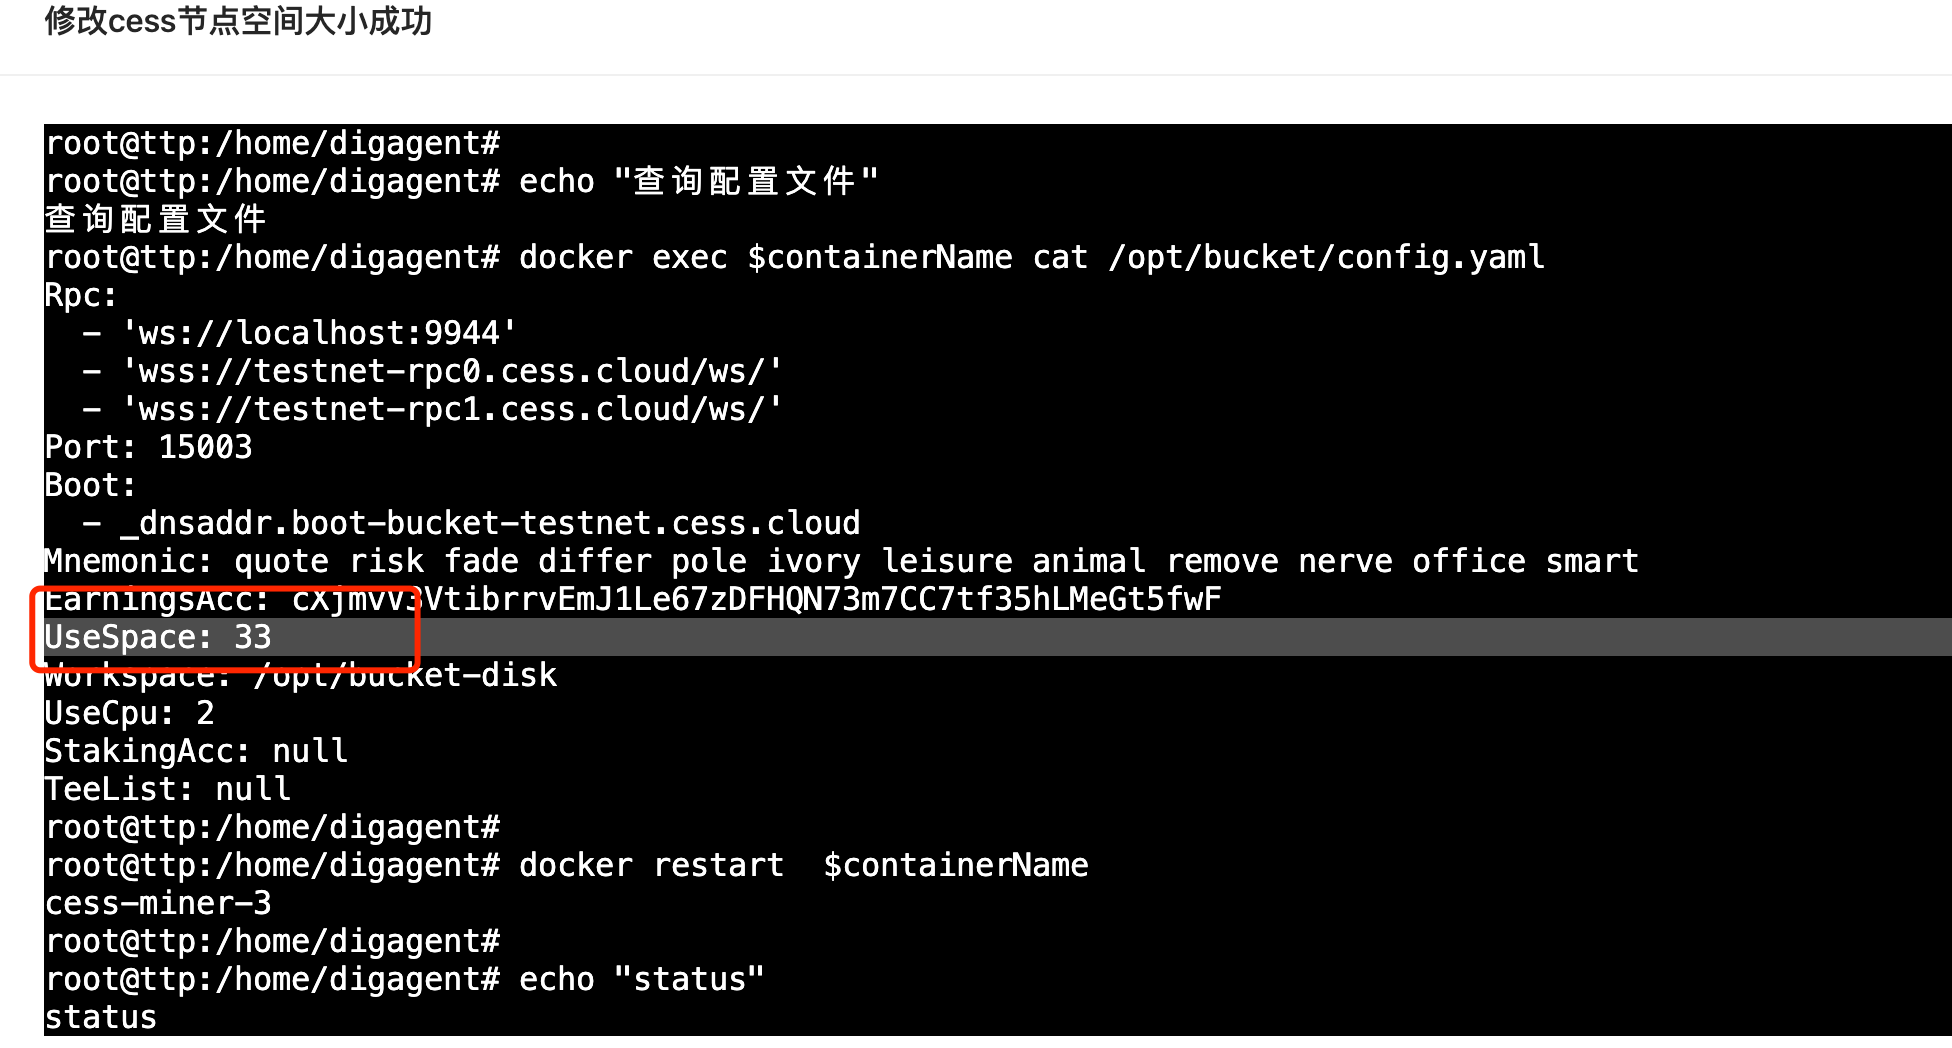 修改cess节点空间大小成功
root@ttp:/home/digagent#
root@ttp:/home/digagent# echo "查询配置文件"
查询配置文件
root@ttp:/home/digagent# docker exec $containerName cat /opt/bucket/config.yaml
Rpc:
  - 'ws://localhost:9944'
  - 'wss://testnet-rpc0.cess.cloud/ws/'
  - 'wss://testnet-rpc1.cess.cloud/ws/'
Port: 15003
Boot:
  - _dnsaddr.boot-bucket-testnet.cess.cloud
Mnemonic: quote risk fade differ pole ivory leisure animal remove nerve office smart
EarningsAcc: cXjmvV3VtibrrvEmJ1Le67zDFHQN73m7CC7tf35hLMeGt5fwF
UseSpace: 33
Workspace: /opt/bucket-disk
UseCpu: 2
StakingAcc: null
TeeList: null
root@ttp:/home/digagent#
root@ttp:/home/digagent# docker restart  $containerName
cess-miner-3
root@ttp:/home/digagent#
root@ttp:/home/digagent# echo "status"
status